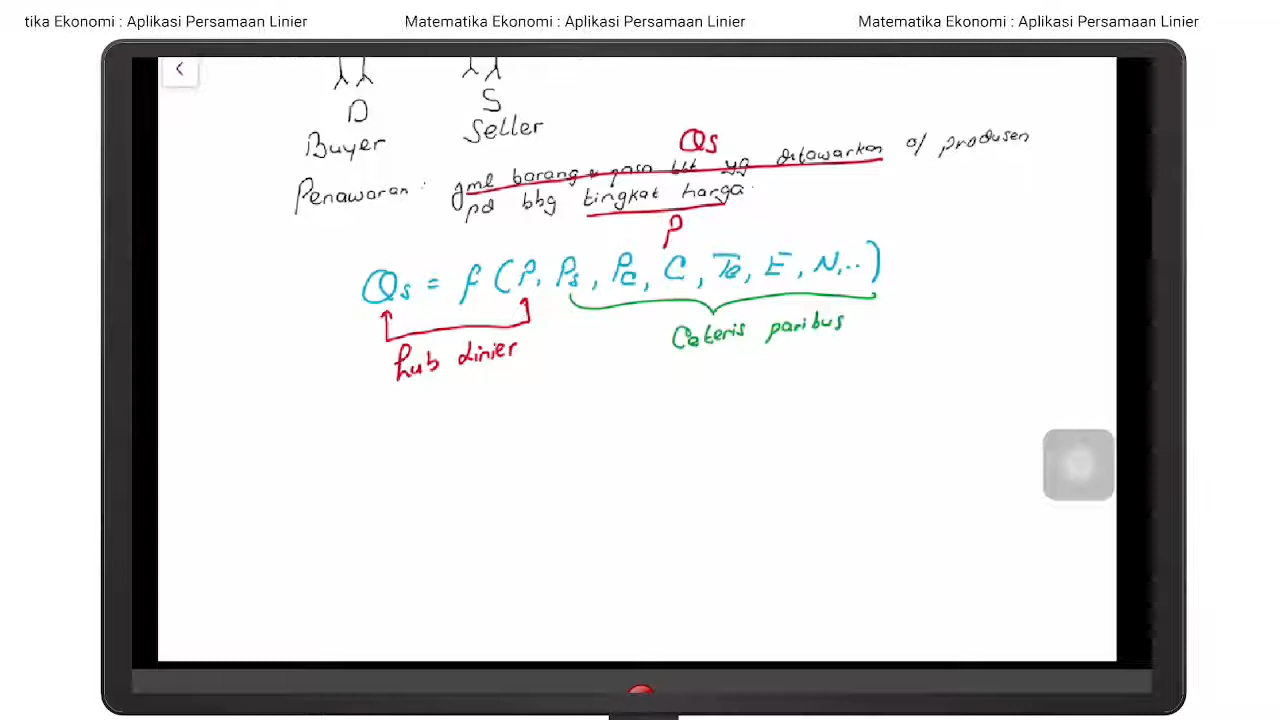 tika Ekonomi : Aplikasi Persamaan Linier Matematika Ekonomi : Aplikasi Persamaan Linier Matematika Ekonomi : Aplikasi Persamaan Linier
D S
Buyer Seller
Qs
Penawaran : jml barang pasa yg ditawarkan o/ produsen
pd bbg tingkat harga
P
Qs = f (P, Ps, Pc, C, Te, E, N, ..)
hub linier Ceteris paribus